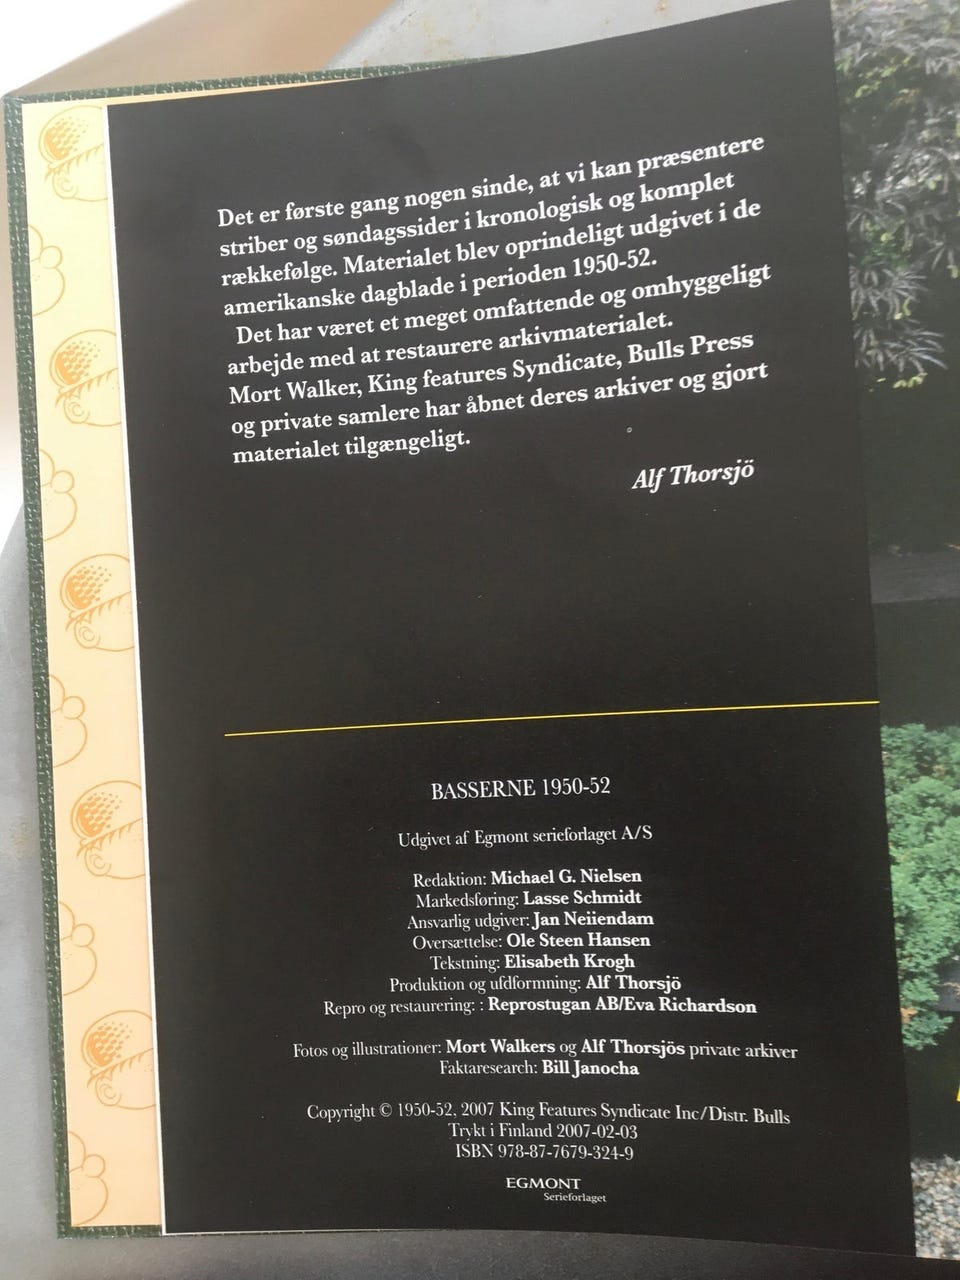 Det er første gang nogen sinde, at vi kan præsentere
striber og søndagssider i kronologisk og komplet
rækkefølge. Materialet blev oprindeligt udgivet i de
amerikanske dagblade i perioden 1950-52.
Det har været et meget omfattende og omhyggeligt
arbejde med at restaurere arkivmaterialet.
Mort Walker, King features Syndicate, Bulls Press
og private samlere har åbnet deres arkiver og gjort
materialet tilgængeligt.
Alf Thorsjö
BASSERNE 1950-52
Udgivet af Egmont serieforlaget A/S
Redaktion: Michael G. Nielsen
Markedsføring: Lasse Schmidt
Ansvarlig udgiver: Jan Neiiendam
Oversættelse: Ole Steen Hansen
Tekstning: Elisabeth Krogh
Produktion og ufdformning: Alf Thorsjö
Repro og restaurering: : Reprostugan AB/Eva Richardson
Fotos og illustrationer: Mort Walkers og Alf Thorsjös private arkiver
Faktaresearch: Bill Janocha
Copyright © 1950-52, 2007 King Features Syndicate Inc/Distr. Bulls
Trykt i Finland 2007-02-03
ISBN 978-87-7679-324-9
EGMONT
Serieforlaget